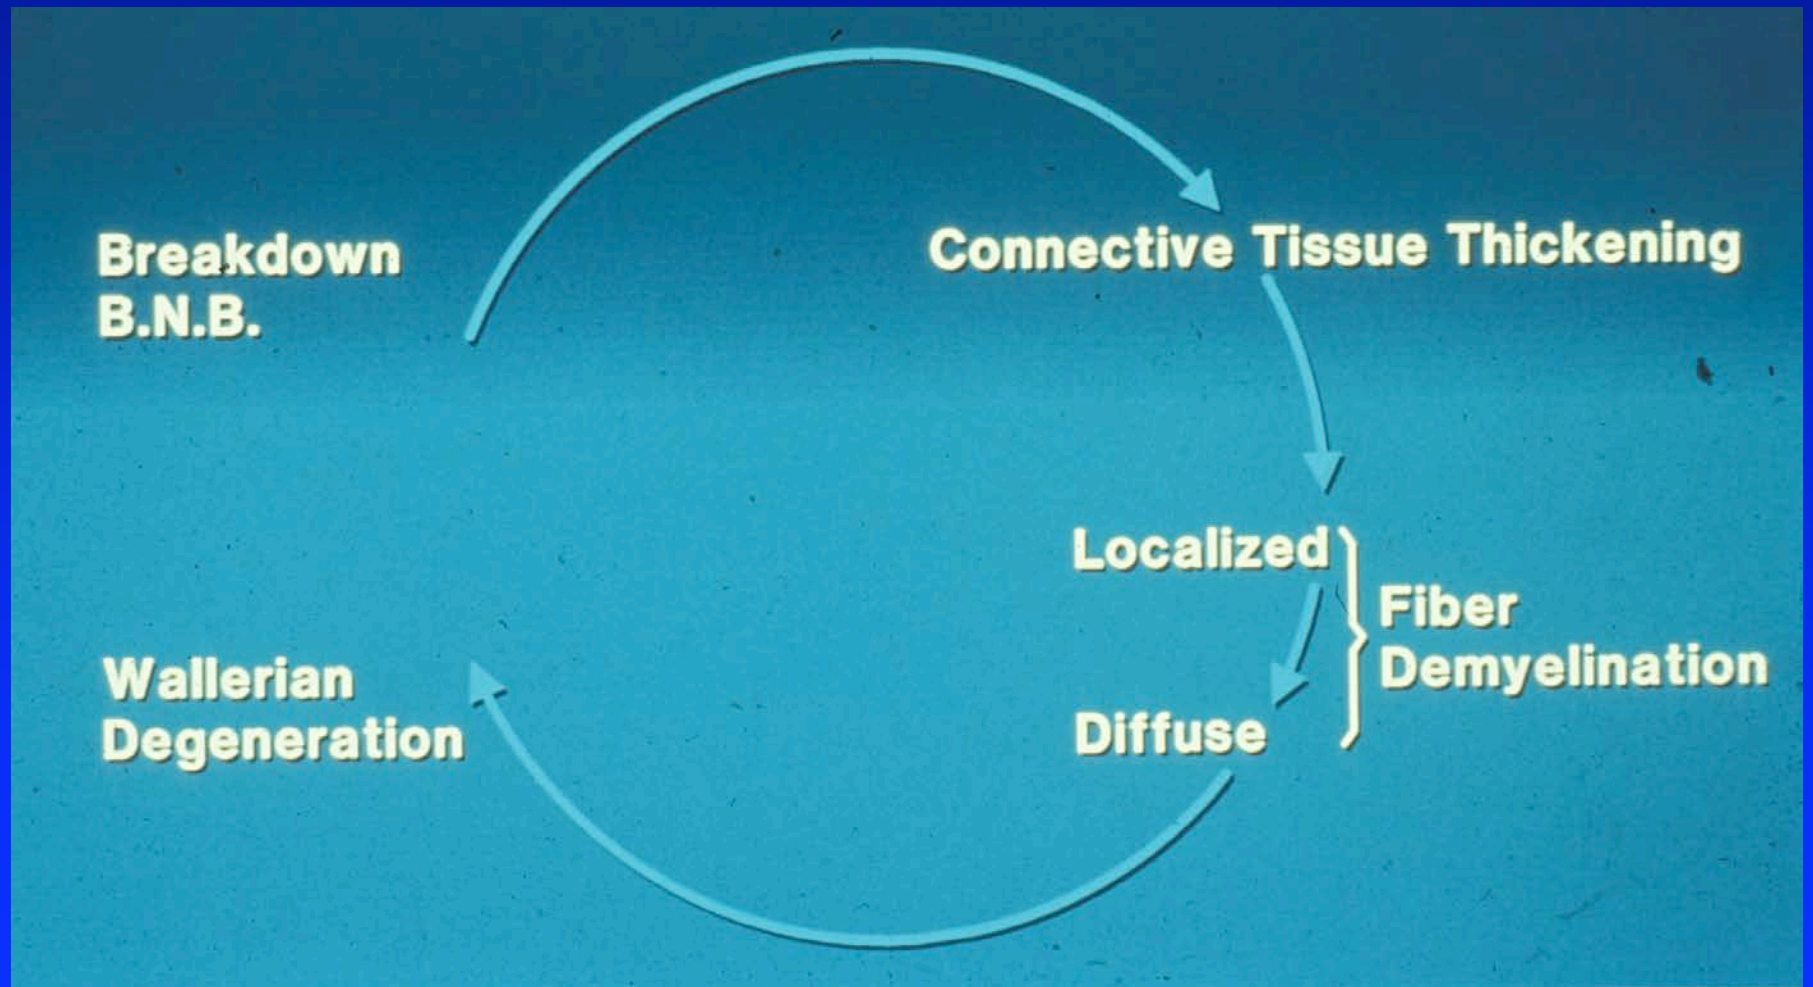 Breakdown
B.N.B.
Connective Tissue Thickening
Localized
Diffuse
Fiber
Demyelination
Wallerian
Degeneration